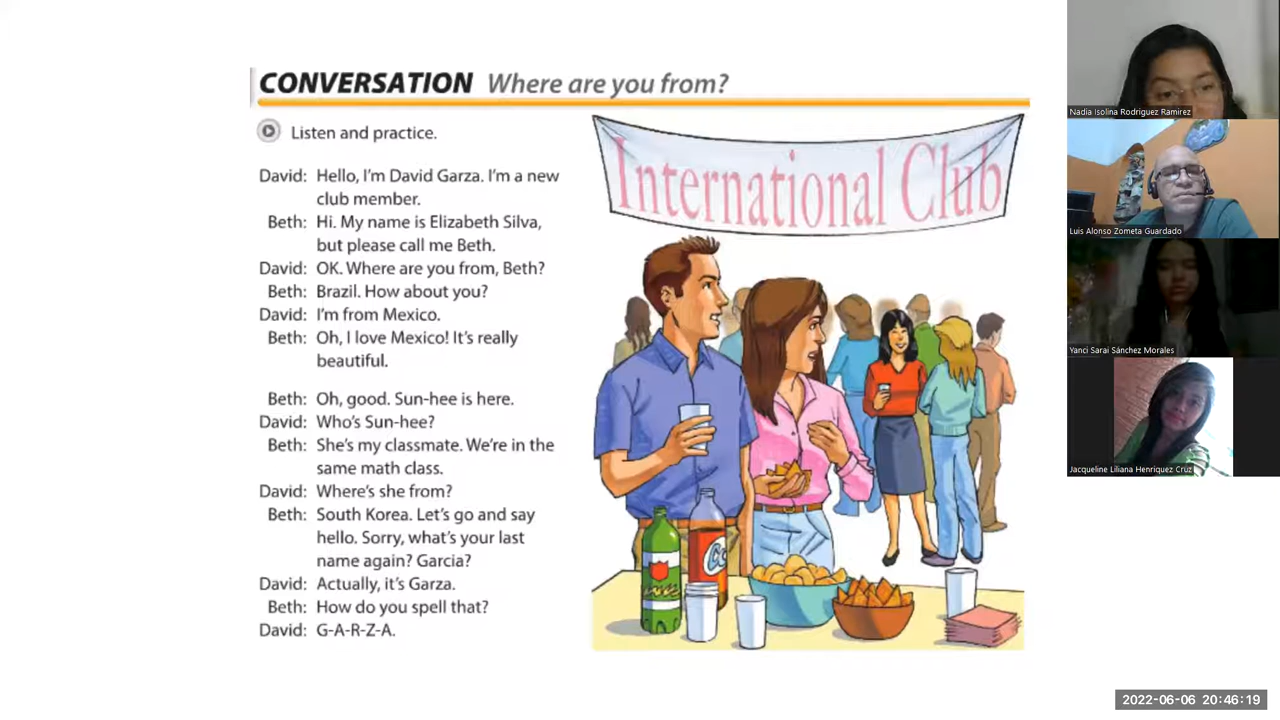 CONVERSATION Where are you from?
Listen and practice.
David: Hello, I'm David Garza. I'm a new
club member.
Beth: Hi. My name is Elizabeth Silva,
but please call me Beth.
David: OK. Where are you from, Beth?
Beth: Brazil. How about you?
David: I'm from Mexico.
Beth: Oh, I love Mexico! It's really
beautiful.
Beth: Oh, good. Sun-hee is here.
David: Who's Sun-hee?
Beth: She's my classmate. We're in the
same math class.
David: Where's she from?
Beth: South Korea. Let's go and say
hello. Sorry, what's your last
name again? Garcia?
David: Actually, it's Garza.
Beth: How do you spell that?
David: G-A-R-Z-A.
International Club
Nadia Isolina Rodriguez Ramirez
Luis Alonso Zometa Guardado
Yanci Sarai Sánchez Morales
Jacqueline Liliana Henriquez Cruz
2022-06-06 20:46:19